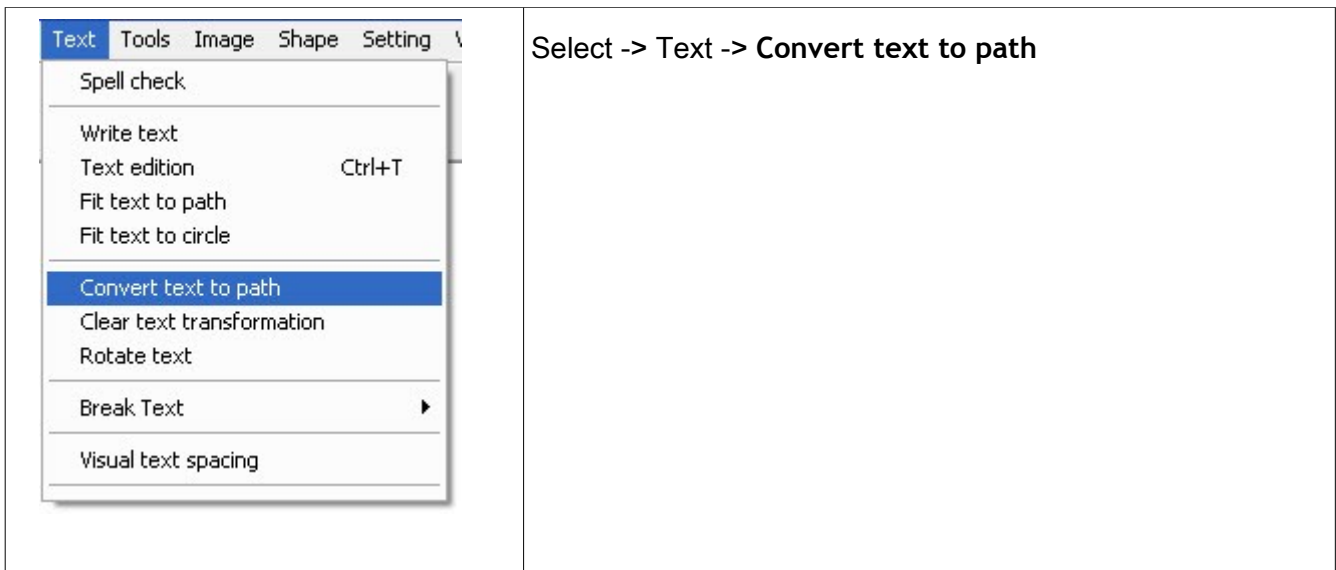 Text Tools Image Shape Setting
Spell check
Write text
Text edition Ctrl+T
Fit text to path
Fit text to circle
Convert text to path
Clear text transformation
Rotate text
Break Text
Visual text spacing
Select -> Text -> Convert text to path